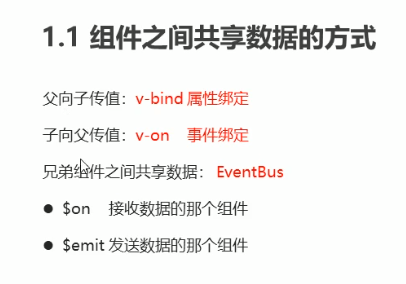 1.1 组件之间共享数据的方式
父向子传值：v-bind 属性绑定
子向父传值：v-on 事件绑定
兄弟组件之间共享数据： EventBus
● $on 接收数据的那个组件
● $emit 发送数据的那个组件